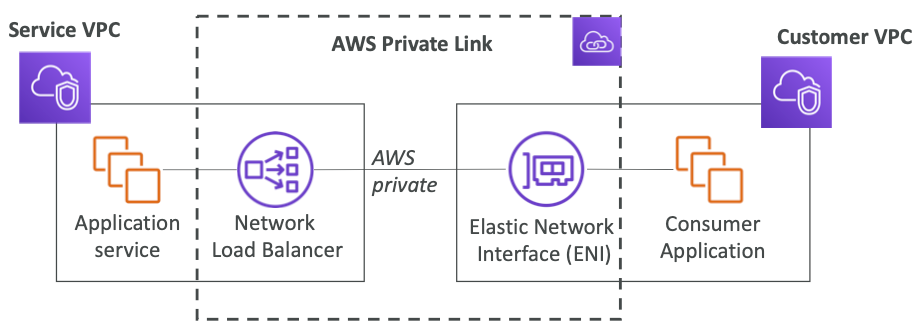 Service VPC
AWS Private Link
Customer VPC
Application
service
Network
Load Balancer
AWS
private
Elastic Network
Interface (ENI)
Consumer
Application